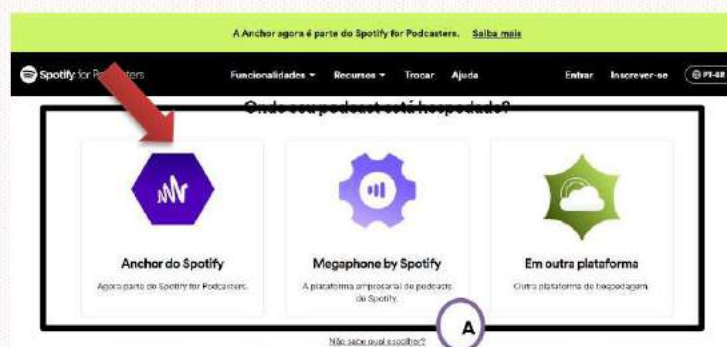 A Anchor agora é parte do Spotify for Podcasters. Saiba mais
Spotify for Podcasters Funcionalidades Recursos Trocar Ajuda Entrar Inscrever-se PT-BR
Onde seu podcast está hospedado?
Anchor do Spotify
Agora parte do Spotify for Podcasters.
Megaphone by Spotify
A plataforma empresarial de podcasts
do Spotify.
Em outra plataforma
Outra plataforma de hospedagem.
A
Não sabe qual escolher?